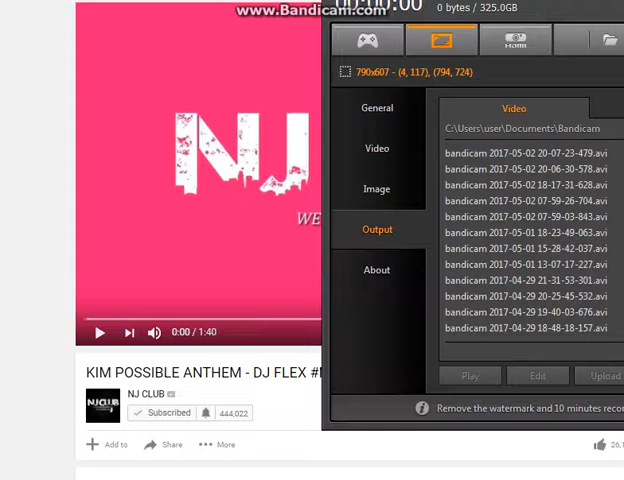 www.Bandicam.com
0 bytes / 325.0GB
HDMI
790x607 - (4, 117), (794, 724)
General
Video
Image
Output
About
Video
C:\Users\user\Documents\Bandicam
bandicam 2017-05-02 20-07-23-479.avi
bandicam 2017-05-02 20-06-30-578.avi
bandicam 2017-05-02 18-17-31-628.avi
bandicam 2017-05-02 07-59-26-704.avi
bandicam 2017-05-02 07-59-03-843.avi
bandicam 2017-05-01 18-23-49-063.avi
bandicam 2017-05-01 15-28-42-037.avi
bandicam 2017-05-01 13-07-17-227.avi
bandicam 2017-04-29 21-31-53-301.avi
bandicam 2017-04-29 20-25-45-532.avi
bandicam 2017-04-29 19-40-03-676.avi
bandicam 2017-04-29 18-48-18-157.avi
Play Edit Upload
Remove the watermark and 10 minutes
NJ
WE
0:00 / 1:40
KIM POSSIBLE ANTHEM - DJ FLEX
NJ CLUB
NJCLUB
Subscribed 444,022
Add to Share More